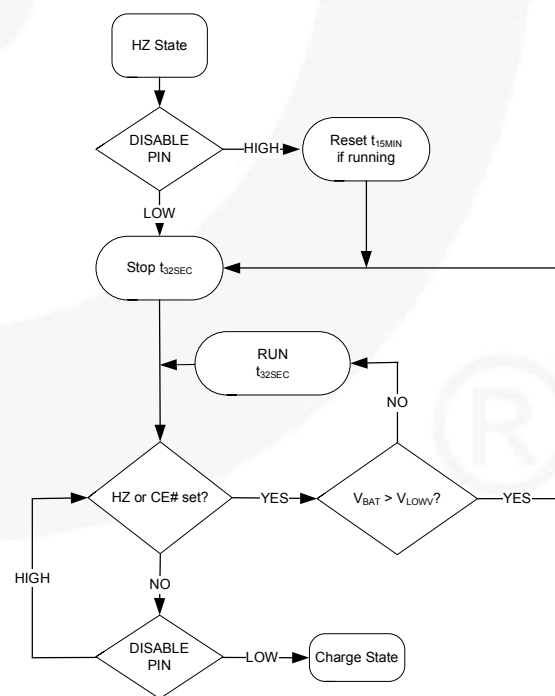 HZ State
DISABLE
PIN
HIGH
Reset t15MIN
if running
LOW
Stop t32SEC
RUN
t32SEC
NO
HZ or CE# set?
YES
VBAT > VLOWV?
YES
HIGH
NO
DISABLE
PIN
LOW
Charge State
®